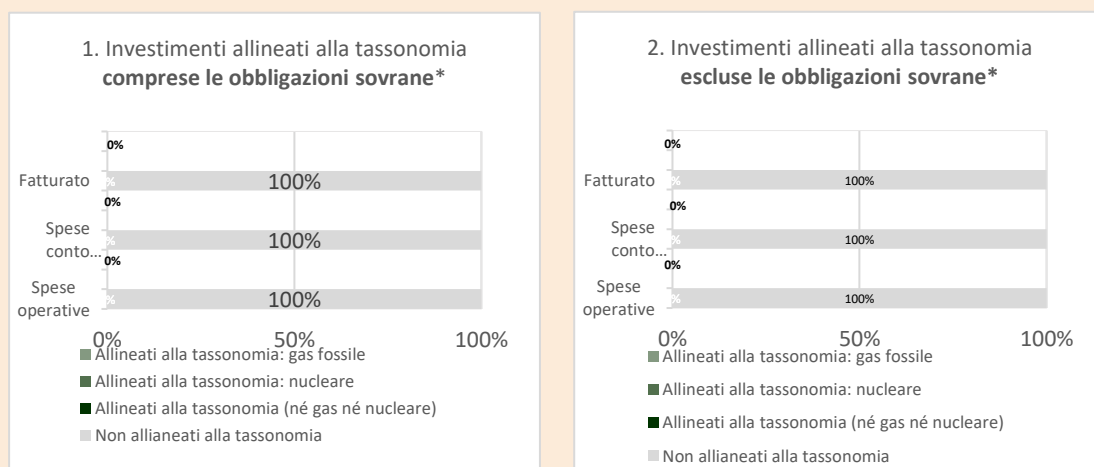 1. Investimenti allineati alla tassonomia
comprese le obbligazioni sovrane*
0%
Fatturato
%
100%
0%
Spese
conto...
%
100%
0%
Spese
operative
%
100%
0%
50%
100%
Allineati alla tassonomia: gas fossile
Allineati alla tassonomia: nucleare
Allineati alla tassonomia (né gas né nucleare)
Non allianeati alla tassonomia
2. Investimenti allineati alla tassonomia
escluse le obbligazioni sovrane*
0%
Fatturato
%
100%
0%
Spese
conto...
%
100%
0%
Spese
operative
%
100%
0%
50%
100%
Allineati alla tassonomia: gas fossile
Allineati alla tassonomia: nucleare
Allineati alla tassonomia (né gas né nucleare)
Non allianeati alla tassonomia